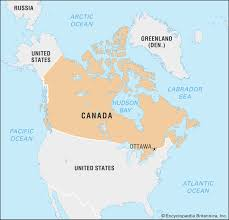 RUSSIA
ARCTIC
OCEAN
GREENLAND
(DEN.)
UNITED
STATES
LABRADOR
SEA
HUDSON
BAY
CANADA
PACIFIC
OCEAN
OTTAWA
UNITED STATES
ATLANTIC
OCEAN
© Encyclopædia Britannica, Inc.